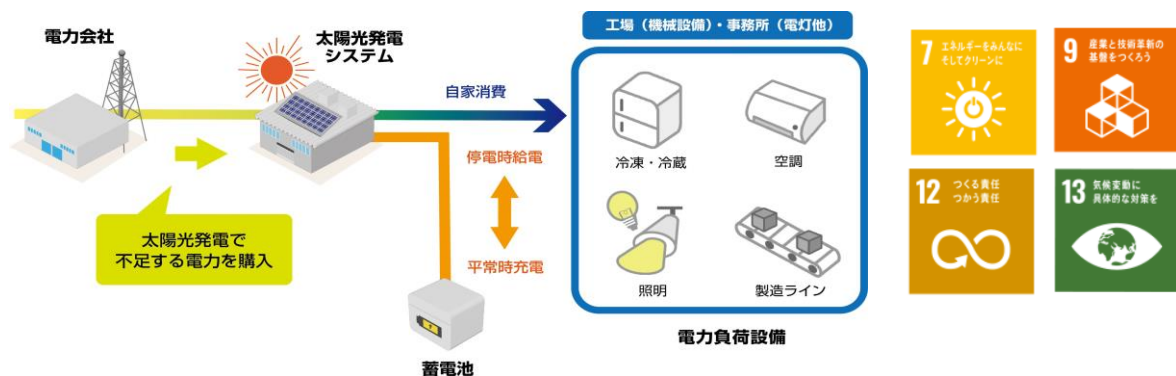 電力会社
太陽光発電
システム
自家消費
停電時給電
平常時充電
太陽光発電で
不足する電力を購入
蓄電池
工場（機械設備）・事務所（電灯他）
冷凍・冷蔵
空調
照明
製造ライン
電力負荷設備
7 エネルギーをみんなに
そしてクリーンに
9 産業と技術革新の
基盤をつくろう
12 つくる責任
つかう責任
13 気候変動に
具体的な対策を